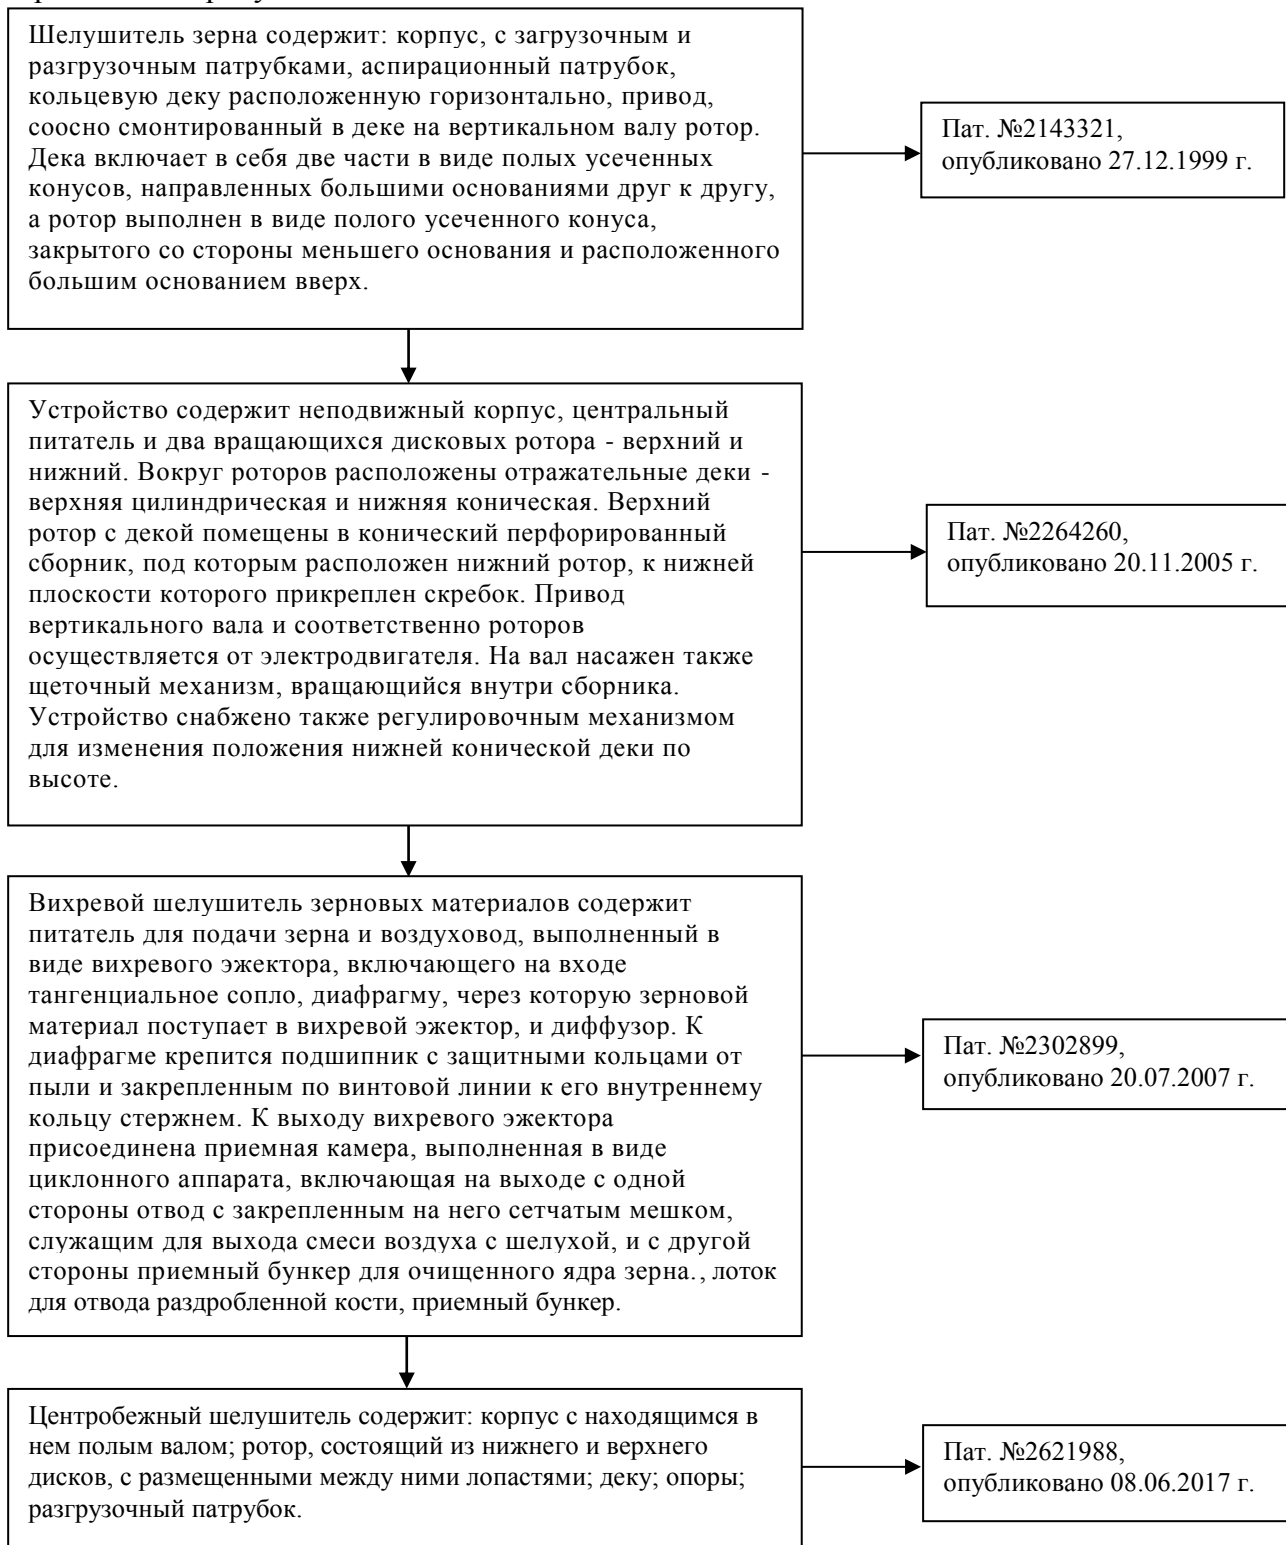 Шелушитель зерна содержит: корпус, с загрузочным и
разгрузочным патрубками, аспирационный патрубок,
кольцевую деку расположенную горизонтально, привод,
соосно смонтированный в деке на вертикальном валу ротор.
Дека включает в себя две части в виде полых усеченных
конусов, направленных большими основаниями друг к другу,
а ротор выполнен в виде полого усеченного конуса,
закрытого со стороны меньшего основания и расположенного
большим основанием вверх.
Пат. №2143321,
опубликовано 27.12.1999 г.
Устройство содержит неподвижный корпус, центральный
питатель и два вращающихся дисковых ротора - верхний и
нижний. Вокруг роторов расположены отражательные деки -
верхняя цилиндрическая и нижняя коническая. Верхний
ротор с декой помещены в конический перфорированный
сборник, под которым расположен нижний ротор, к нижней
плоскости которого прикреплен скребок. Привод
вертикального вала и соответственно роторов
осуществляется от электродвигателя. На вал насажен также
щеточный механизм, вращающийся внутри сборника.
Устройство снабжено также регулировочным механизмом
для изменения положения нижней конической деки по
высоте.
Пат. №2264260,
опубликовано 20.11.2005 г.
Вихревой шелушитель зерновых материалов содержит
питатель для подачи зерна и воздуховод, выполненный в
виде вихревого эжектора, включающего на входе
тангенциальное сопло, диафрагму, через которую зерновой
материал поступает в вихревой эжектор, и диффузор. К
диафрагме крепится подшипник с защитными кольцами от
пыли и закрепленным по винтовой линии к его внутреннему
кольцу стержнем. К выходу вихревого эжектора
присоединена приемная камера, выполненная в виде
циклонного аппарата, включающая на выходе с одной
стороны отвод с закрепленным на него сетчатым мешком,
служащим для выхода смеси воздуха с шелухой, и с другой
стороны приемный бункер для очищенного ядра зерна., лоток
для отвода раздробленной кости, приемный бункер.
Пат. №2302899,
опубликовано 20.07.2007 г.
Центробежный шелушитель содержит: корпус с находящимся в
нем полым валом; ротор, состоящий из нижнего и верхнего
дисков, с размещенными между ними лопастями; деку; опоры;
разгрузочный патрубок.
Пат. №2621988,
опубликовано 08.06.2017 г.